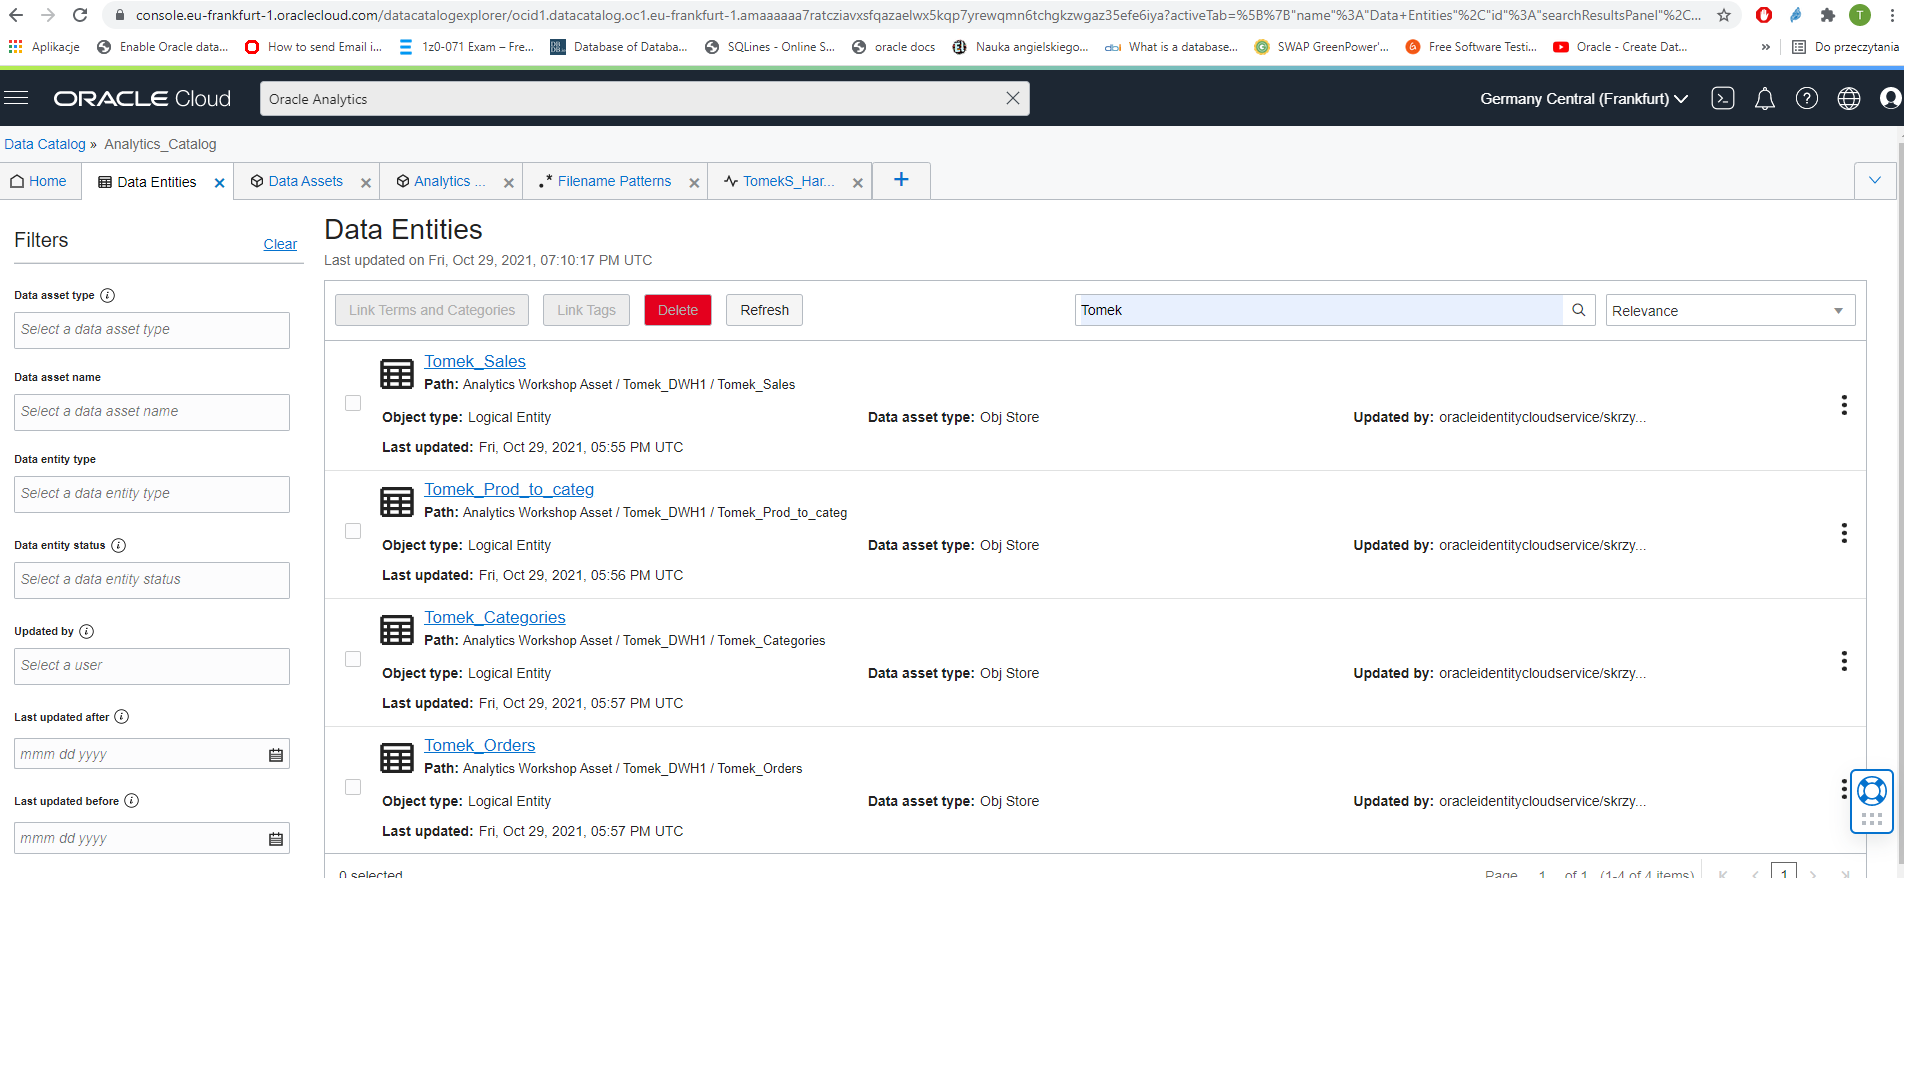 console.eu-frankfurt-1.oraclecloud.com/datacatalogexplorer/ocid1.datacatalog.oc1.eu-frankfurt-1.amaaaaaa7ratcziavxsfqazaelwx5kqp7yrewqmn6tchgkzwgaz35efe6iya?activeTab=%5B%7B"name"%3A"Data+Entities"%2C"id"%3A"searchResultsPanel"%2C... T
Aplikacje Enable Oracle data... How to send Email i... 1z0-071 Exam – Fre... Database of Databa... SQLines - Online S... oracle docs Nauka angielskiego... What is a database... SWAP GreenPower'... Free Software Testi... Oracle - Create Dat... » Do przeczytania
ORACLE Cloud Oracle Analytics Germany Central (Frankfurt)
Data Catalog » Analytics_Catalog
Home Data Entities Data Assets Analytics ... Filename Patterns TomekS_Har... +
Data Entities
Filters Clear
Last updated on Fri, Oct 29, 2021, 07:10:17 PM UTC
Data asset type
Select a data asset type
Data asset name
Select a data asset name
Data entity type
Select a data entity type
Data entity status
Select a data entity status
Updated by
Select a user
Last updated after
mmm dd yyyy
Last updated before
mmm dd yyyy
Link Terms and Categories Link Tags Delete Refresh Tomek Relevance
Tomek_Sales
Path: Analytics Workshop Asset / Tomek_DWH1 / Tomek_Sales
Object type: Logical Entity Data asset type: Obj Store Updated by: oracleidentitycloudservice/skrzy...
Last updated: Fri, Oct 29, 2021, 05:55 PM UTC
Tomek_Prod_to_categ
Path: Analytics Workshop Asset / Tomek_DWH1 / Tomek_Prod_to_categ
Object type: Logical Entity Data asset type: Obj Store Updated by: oracleidentitycloudservice/skrzy...
Last updated: Fri, Oct 29, 2021, 05:56 PM UTC
Tomek_Categories
Path: Analytics Workshop Asset / Tomek_DWH1 / Tomek_Categories
Object type: Logical Entity Data asset type: Obj Store Updated by: oracleidentitycloudservice/skrzy...
Last updated: Fri, Oct 29, 2021, 05:57 PM UTC
Tomek_Orders
Path: Analytics Workshop Asset / Tomek_DWH1 / Tomek_Orders
Object type: Logical Entity Data asset type: Obj Store Updated by: oracleidentitycloudservice/skrzy...
Last updated: Fri, Oct 29, 2021, 05:57 PM UTC
0 selected Page 1 of 1 (1-4 of 4 items) 1